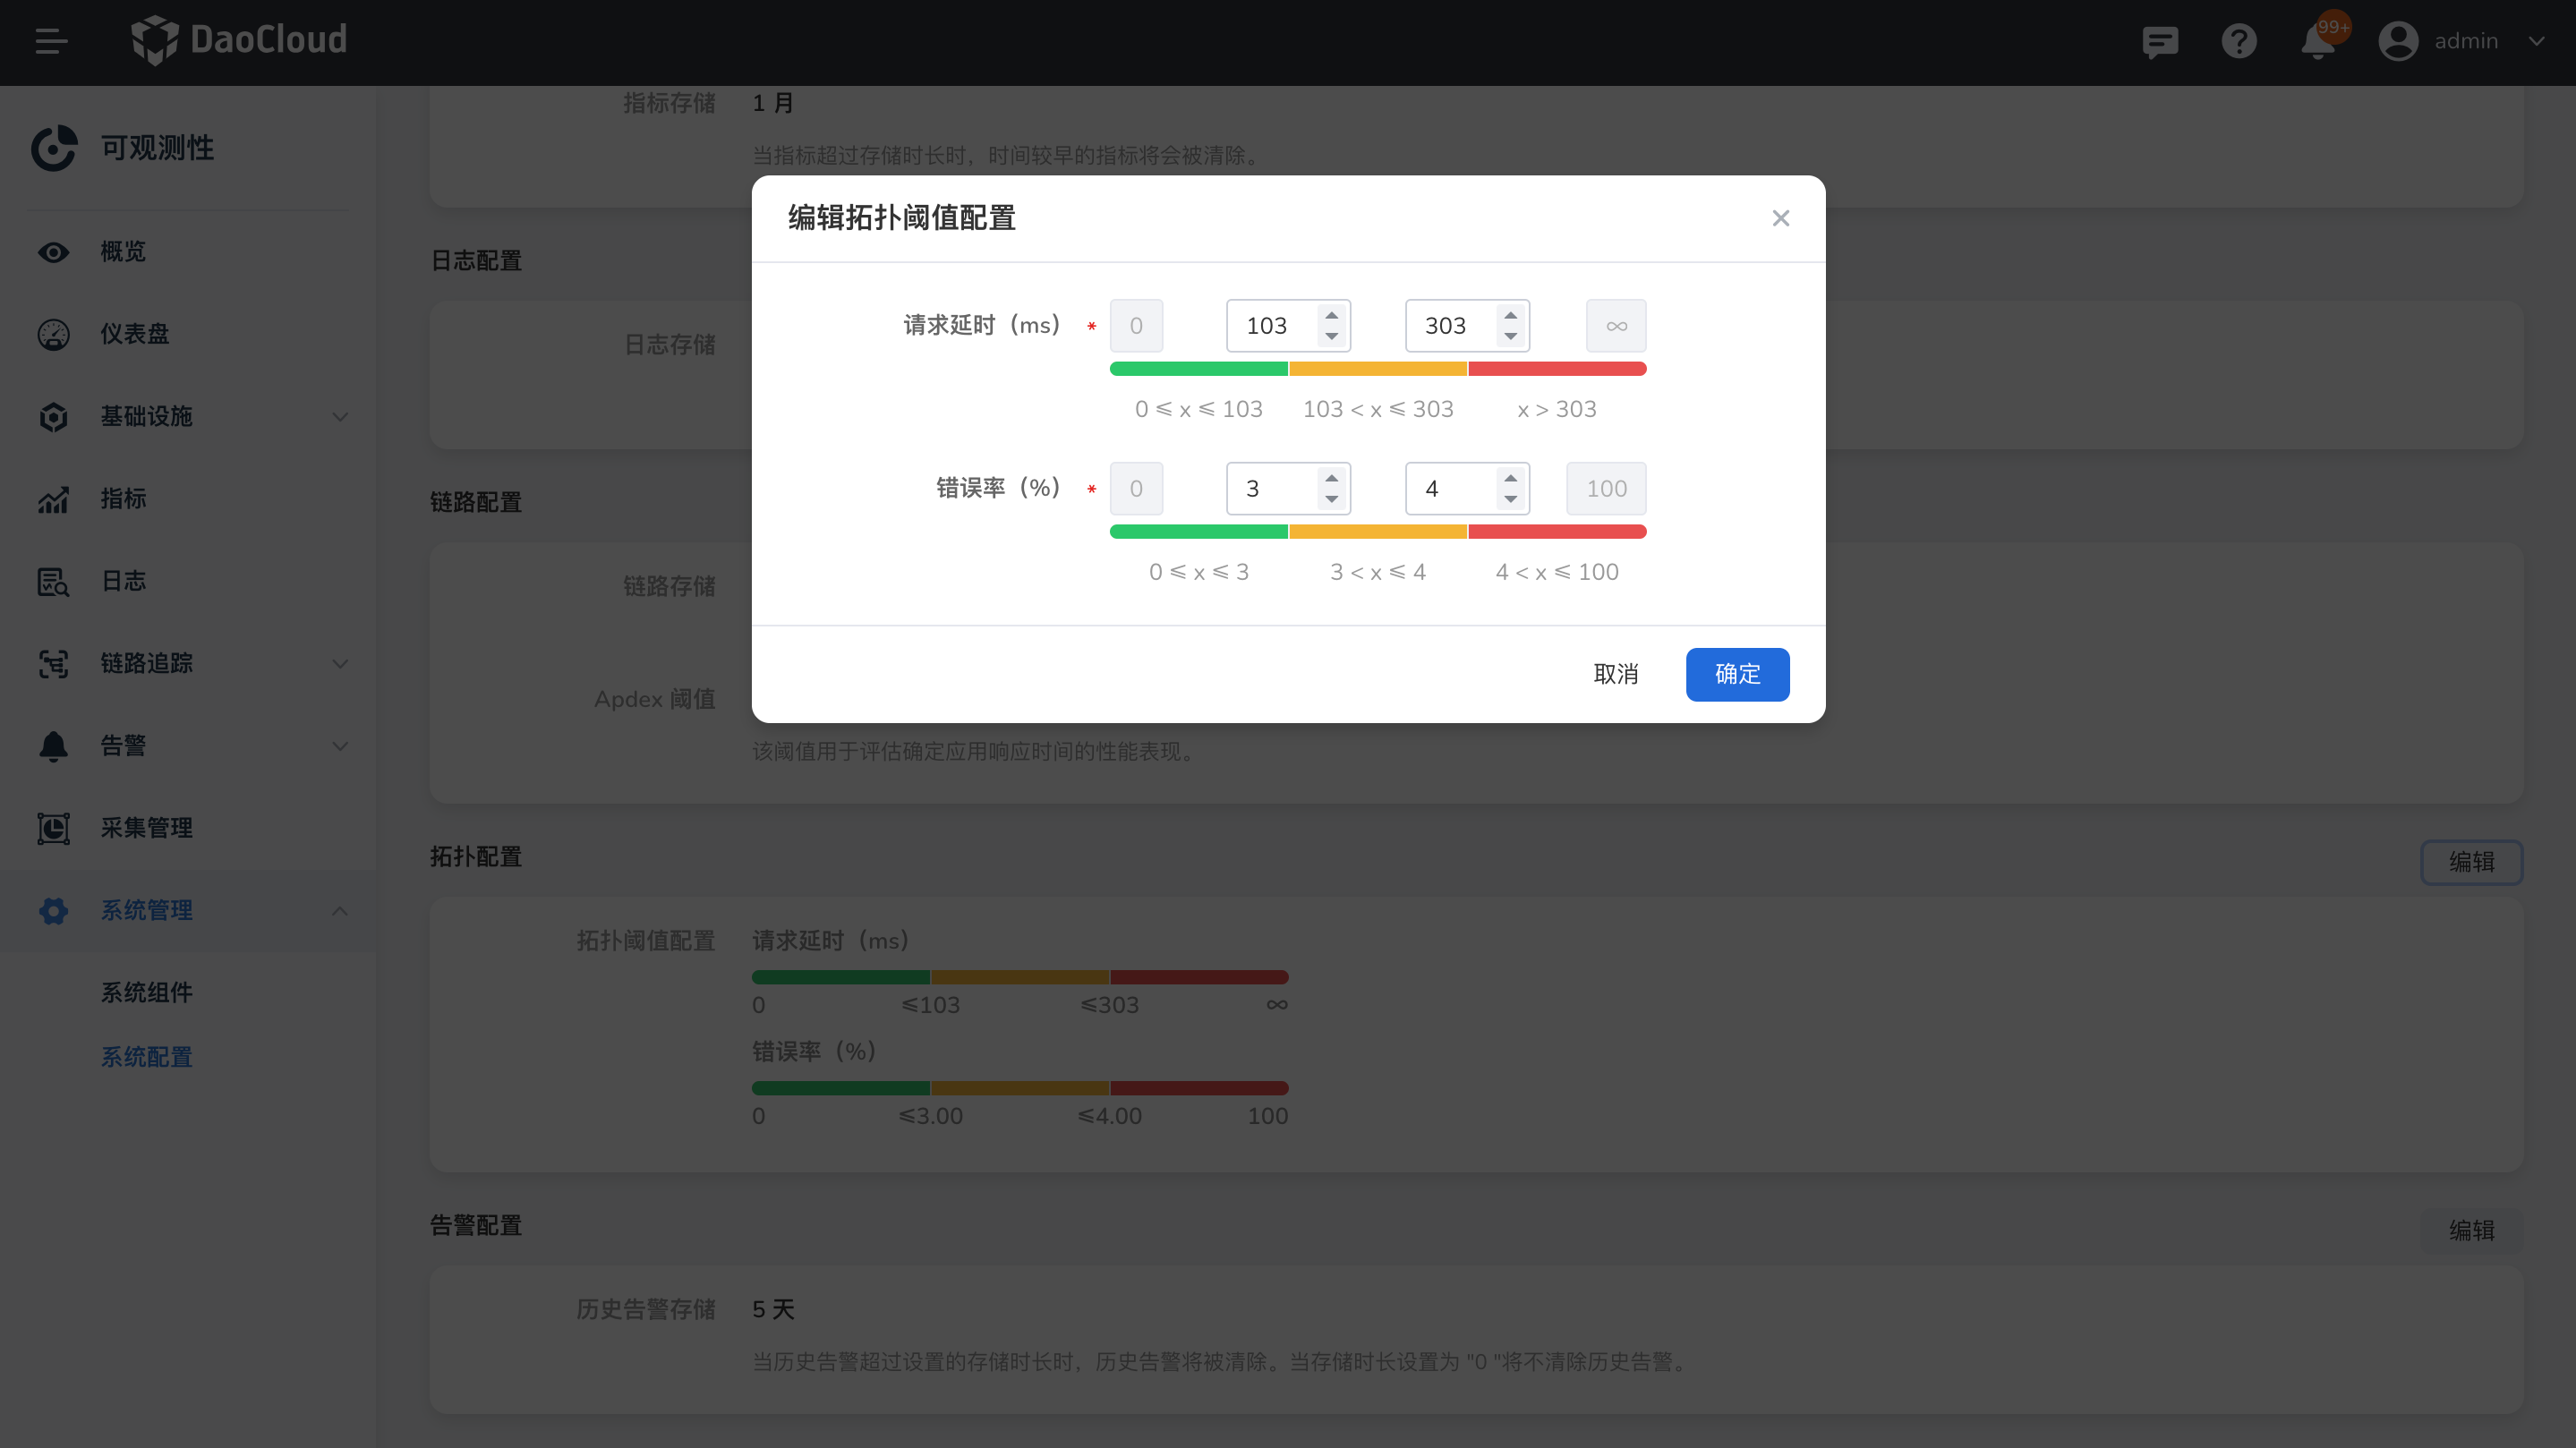 DaoCloud
99+
admin
可观测性
概览
仪表盘
基础设施
指标
日志
链路追踪
告警
采集管理
系统管理
系统组件
系统配置
指标存储 1 月
当指标超过存储时长时，时间较早的指标将会被清除。
日志配置
日志存储
链路配置
链路存储
Apdex 阈值
该阈值用于评估确定应用响应时间的性能表现。
编辑拓扑阈值配置
请求延时（ms） * 0 103 303 ∞
0 ⩽ x ⩽ 103 103 < x ⩽ 303 x > 303
错误率（%） * 0 3 4 100
0 ⩽ x ⩽ 3 3 < x ⩽ 4 4 < x ⩽ 100
取消 确定
拓扑配置 编辑
拓扑阈值配置 请求延时（ms）
0 ⩽103 ⩽303 ∞
错误率（%）
0 ⩽3.00 ⩽4.00 100
告警配置 编辑
历史告警存储 5 天
当历史告警超过设置的存储时长时，历史告警将被清除。当存储时长设置为 "0 "将不清除历史告警。